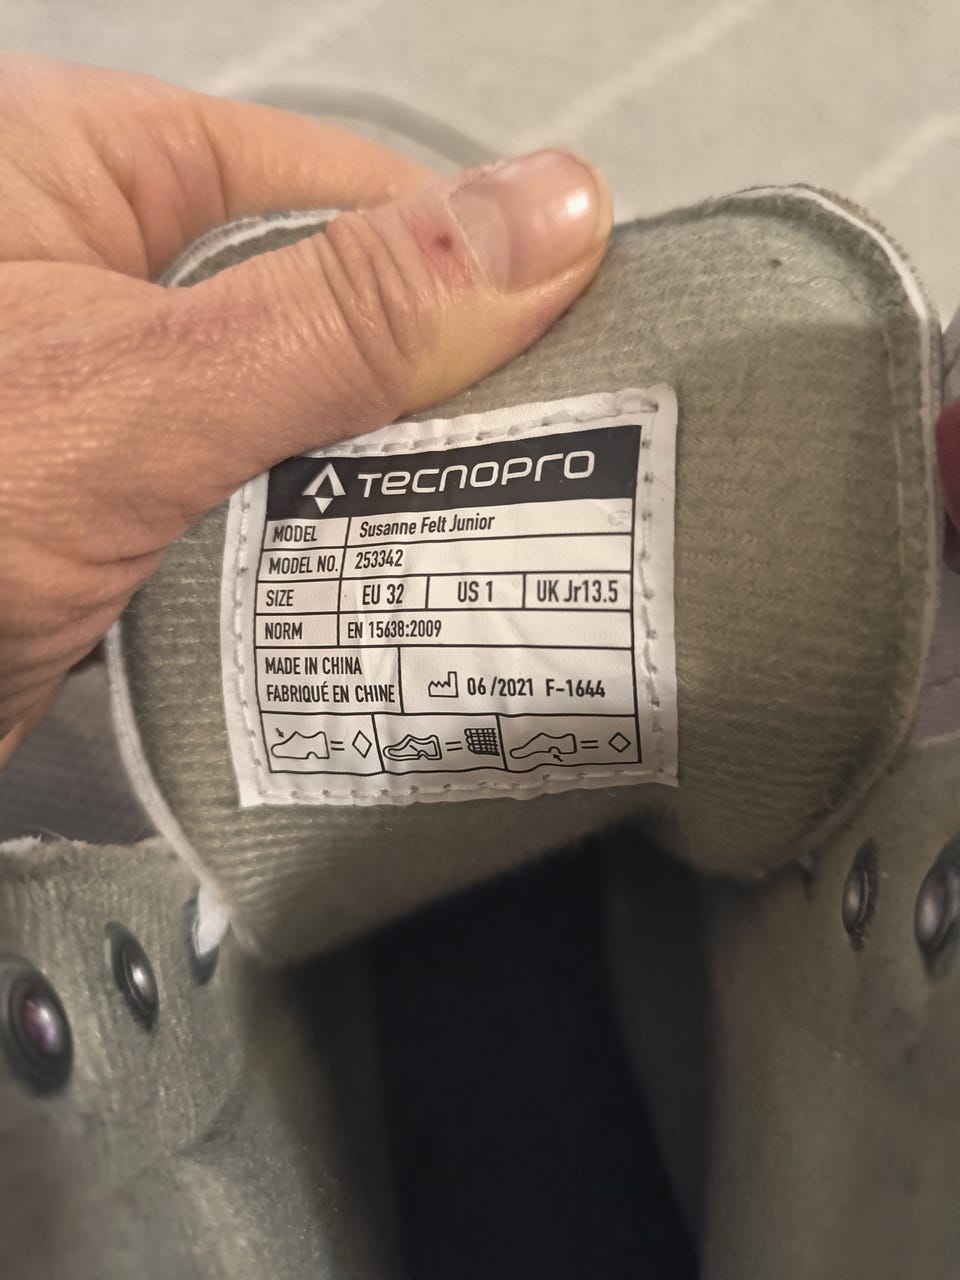 TECNOPRO
MODEL Susanne Felt Junior
MODEL NO. 253342
SIZE EU 32 US 1 UK Jr13.5
NORM EN 15638:2009
MADE IN CHINA
FABRIQUÉ EN CHINE
06/2021 F-1644
= = =